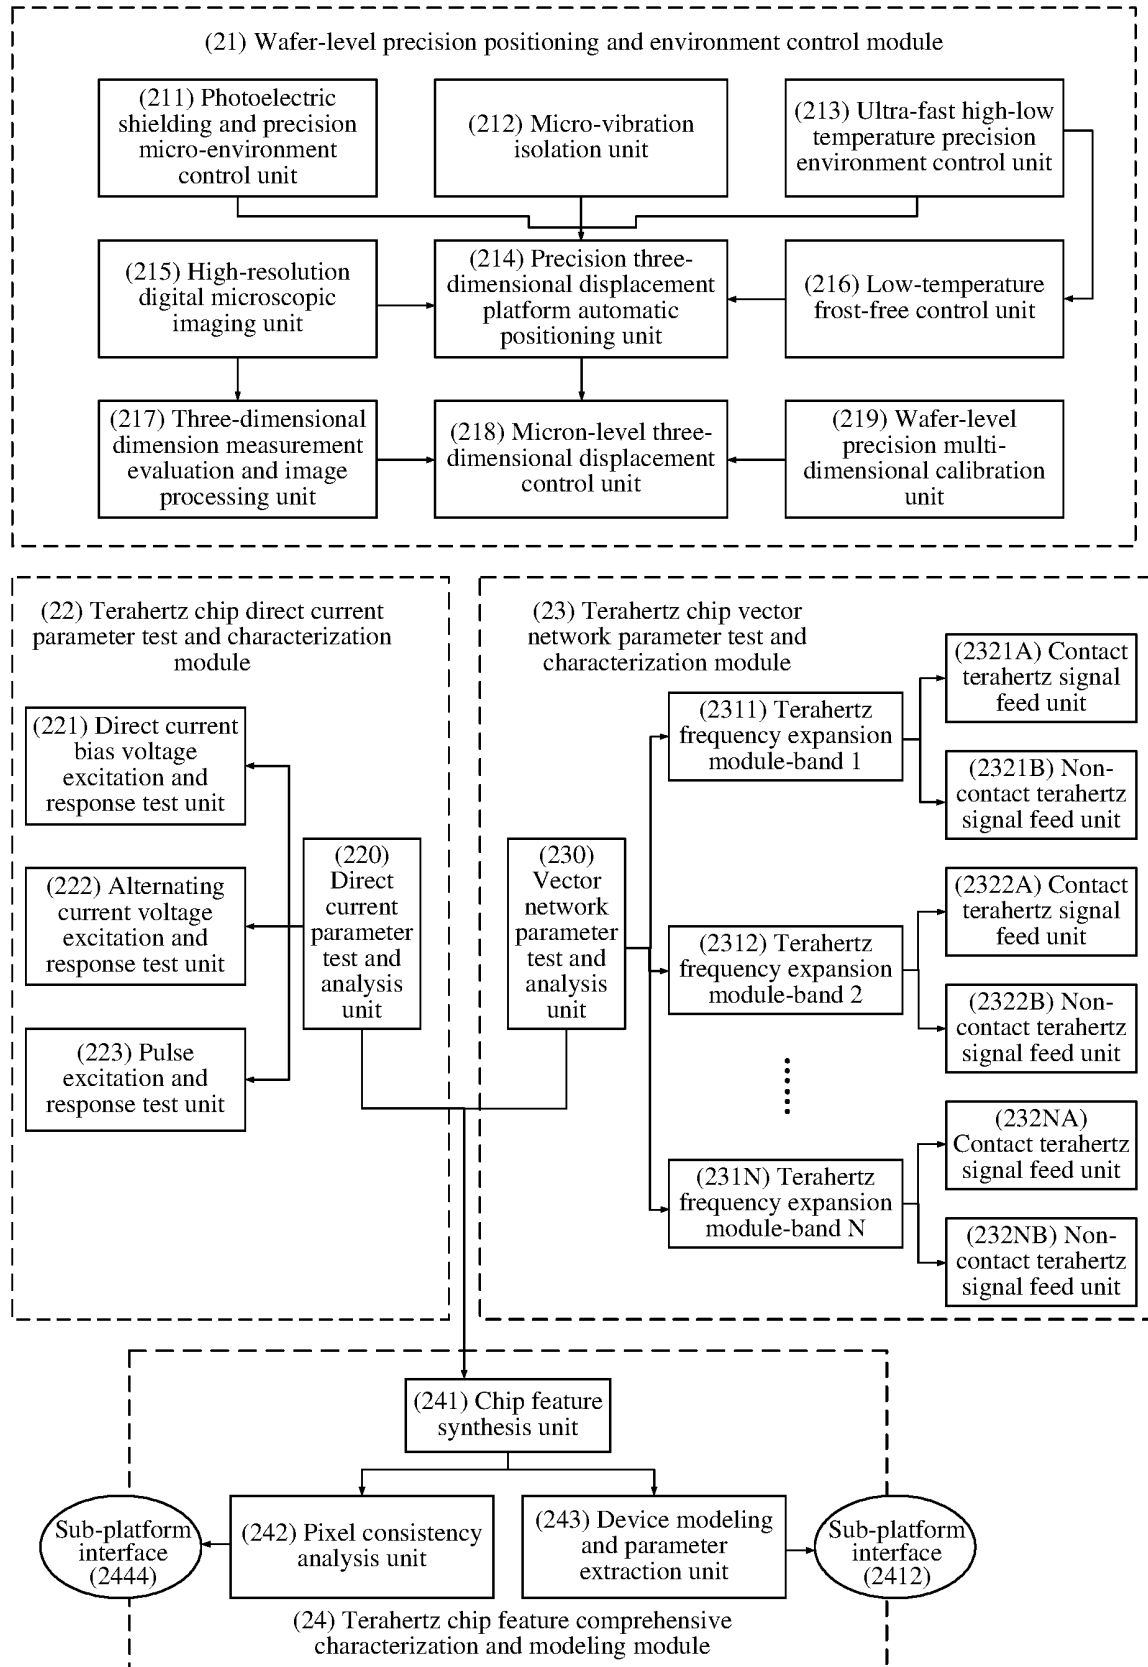 (21) Wafer-level precision positioning and environment control module
(211) Photoelectric
shielding and precision
micro-environment
control unit
(212) Micro-vibration
isolation unit
(213) Ultra-fast high-low
temperature precision
environment control unit
(215) High-resolution
digital microscopic
imaging unit
(214) Precision three-
dimensional displacement
platform automatic
positioning unit
(216) Low-temperature
frost-free control unit
(217) Three-dimensional
dimension measurement
evaluation and image
processing unit
(218) Micron-level three-
dimensional displacement
control unit
(219) Wafer-level
precision multi-
dimensional calibration
unit
(22) Terahertz chip direct current
parameter test and characterization
module
(221) Direct current
bias voltage
excitation and
response test unit
(222) Alternating
current voltage
excitation and
response test unit
(223) Pulse
excitation and
response test unit
(220)
Direct
current
parameter
test and
analysis
unit
(23) Terahertz chip vector
network parameter test and
characterization module
(230)
Vector
network
parameter
test and
analysis
unit
(2311) Terahertz
frequency expansion
module-band 1
(2312) Terahertz
frequency expansion
module-band 2
(231N) Terahertz
frequency expansion
module-band N
(2321A) Contact
terahertz signal
feed unit
(2321B) Non-
contact terahertz
signal feed unit
(2322A) Contact
terahertz signal
feed unit
(2322B) Non-
contact terahertz
signal feed unit
(232NA)
Contact terahertz
signal feed unit
(232NB) Non-
contact terahertz
signal feed unit
(241) Chip feature
synthesis unit
Sub-platform
interface
(2444)
(242) Pixel consistency
analysis unit
(243) Device modeling
and parameter
extraction unit
Sub-platform
interface
(2412)
(24) Terahertz chip feature comprehensive
characterization and modeling module